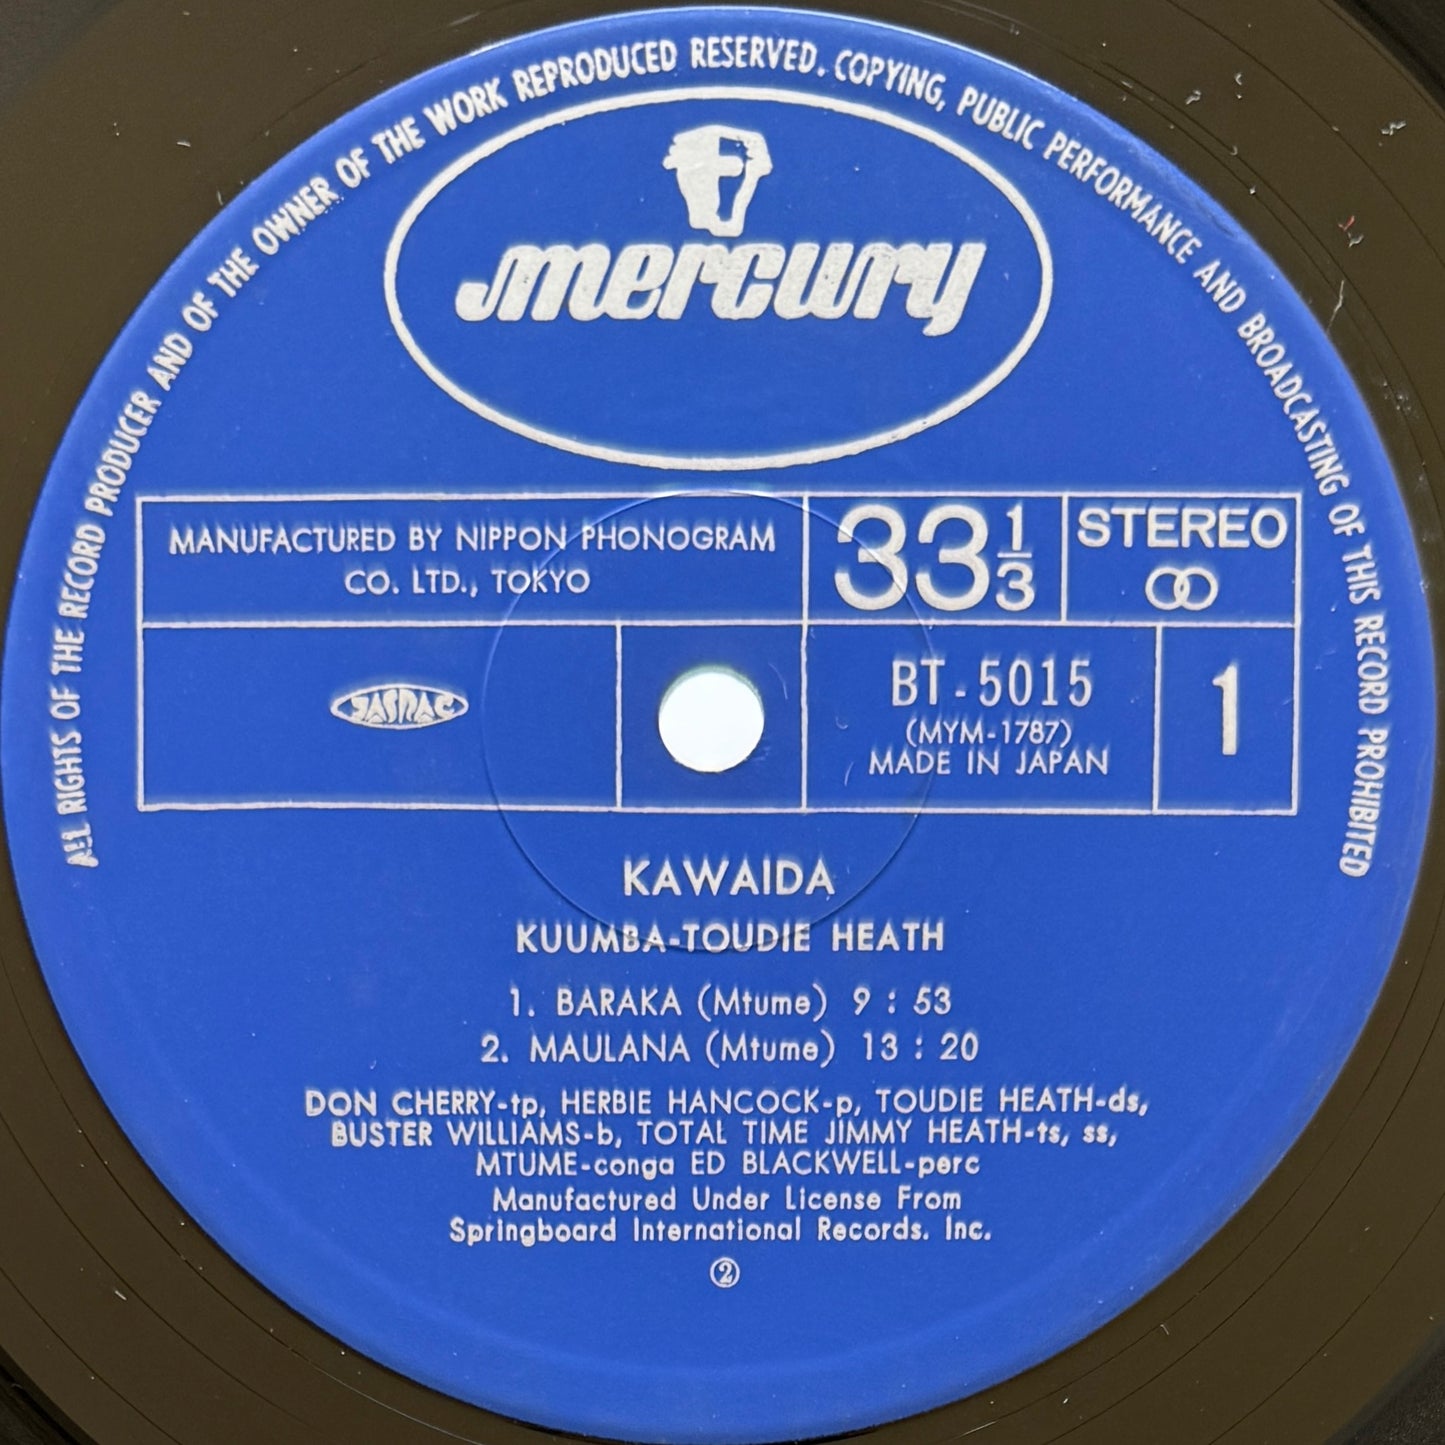 ALL RIGHTS OF THE RECORD PRODUCER AND OF THE OWNER OF THE WORK REPRODUCED RESERVED. COPYING, PUBLIC PERFORMANCE AND BROADCASTING OF THIS RECORD PROHIBITED
mercury
MANUFACTURED BY NIPPON PHONOGRAM
CO. LTD., TOKYO
33 1/3
STEREO
JASRAC
BT-5015
(MYM-1787)
MADE IN JAPAN
1
KAWAIDA
KUUMBA-TOUDIE HEATH
1. BARAKA (Mtume) 9 : 53
2. MAULANA (Mtume) 13 : 20
DON CHERRY-tp, HERBIE HANCOCK-p, TOUDIE HEATH-ds,
BUSTER WILLIAMS-b, TOTAL TIME JIMMY HEATH-ts, ss,
MTUME-conga ED BLACKWELL-perc
Manufactured Under License From
Springboard International Records. Inc.
②